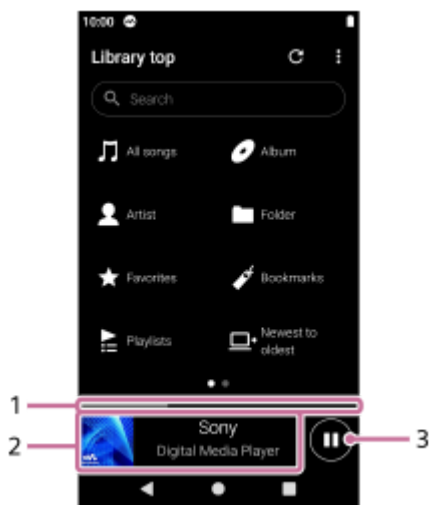 10:00
Library top
Search
All songs
Album
Artist
Folder
Favorites
Bookmarks
Playlists
Newest to
oldest
1
2
Sony
Digital Media Player
3